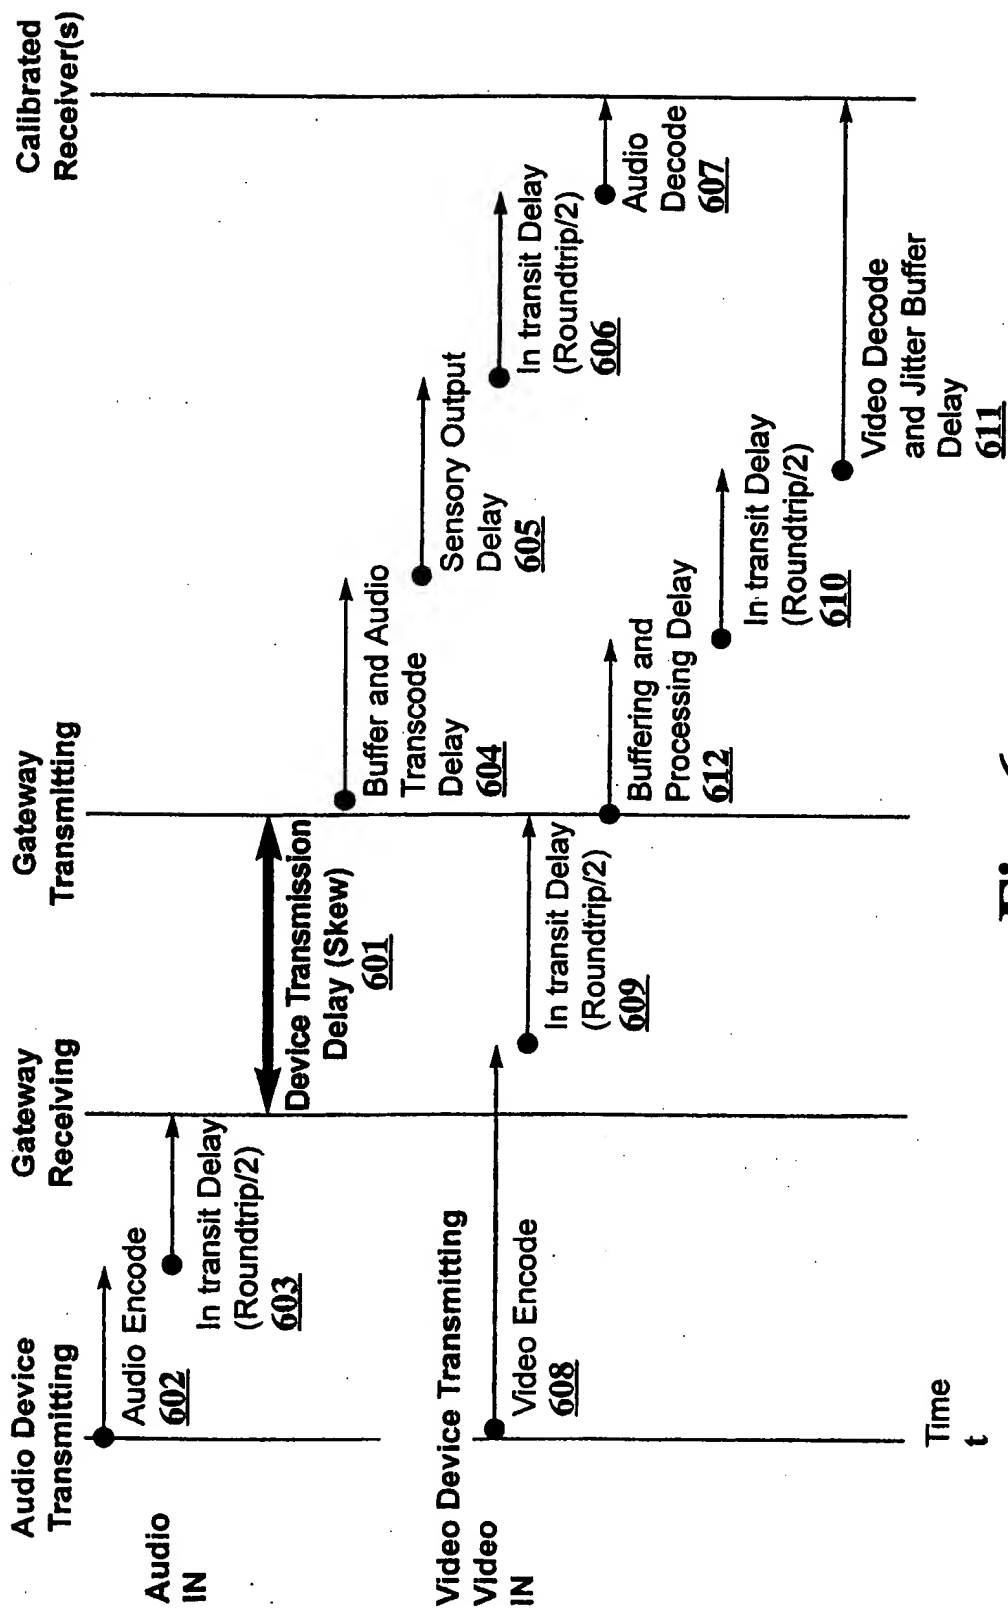 Audio Device
Transmitting
Gateway
Receiving
Gateway
Transmitting
Calibrated
Receiver(s)
Audio
IN
Audio Encode
602
In transit Delay
(Roundtrip/2)
603
Device Transmission
Delay (Skew)
601
Buffer and Audio
Transcode
Delay
604
Sensory Output
Delay
605
In transit Delay
(Roundtrip/2)
606
Audio
Decode
607
Video Device Transmitting
Video
IN
Video Encode
608
In transit Delay
(Roundtrip/2)
609
Buffering and
Processing Delay
612
In transit Delay
(Roundtrip/2)
610
Video Decode
and Jitter Buffer
Delay
611
Time
t